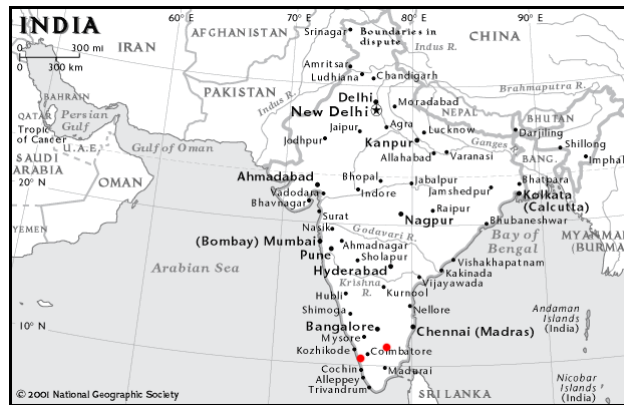 INDIA
0 300 mi
0 300 km
60°E
72°E
80°E
90°E
AFGHANISTAN
Srinagar
Boundaries in
dispute
Indus R.
CHINA
IRAN
Amritsar
Ludhiana
Chandigarh
PAKISTAN
Brahmaputra R.
Delhi
New Delhi
Moradabad
NEPAL
BHUTAN
BAHRAIN
QATAR
Persian
Gulf
Indus R.
Jaipur
Agra
Lucknow
Darjiling
Tropic
of Cancer
U.A.E.
Gulf of Oman
Jodhpur
Kanpur
Ganges R.
Shillong
SAUDI
ARABIA
Allahabad
Varanasi
BANG.
Imphal
OMAN
20°N
Ahmadabad
Bhopal
Jabalpur
Bhatpara
Vadodara
Indore
Jamshedpur
Kolkata
(Calcutta)
Bhavnagar
Raipur
YEMEN
Surat
Nagpur
Bhubaneshwar
Nasik
Godavari R.
Bay of
Bengal
MYANMA
(BURMA
(Bombay) Mumbai
Ahmadnagar
Arabian Sea
Pune
Sholapur
Vishakhapatnam
Hyderabad
Kakinada
Krishna
R.
Vijayawada
Hubli
Kurnool
Shimoga
Nellore
Andaman
Islands
(India)
10°N
Bangalore
Chennai (Madras)
Mysore
Kozhikode
Coimbatore
Cochin
Madurai
Alleppey
Trivandrum
SRI LANKA
Nicobar
Islands
(India)
© 2001 National Geographic Society